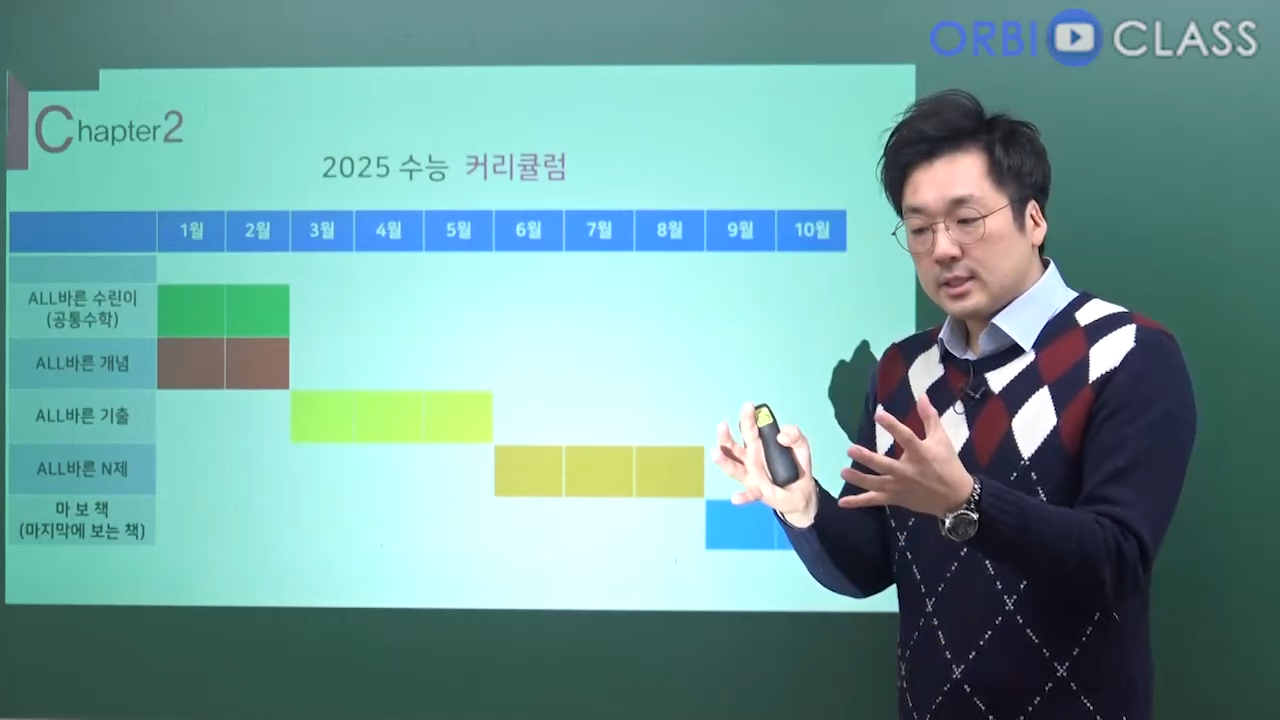 ORBI CLASS
Chapter2
2025 수능 커리큘럼
1월 2월 3월 4월 5월 6월 7월 8월 9월 10월
ALL바른 수린이
(공통수학)
ALL바른 개념
ALL바른 기출
ALL바른 N제
마 보 책
(마지막에 보는 책)